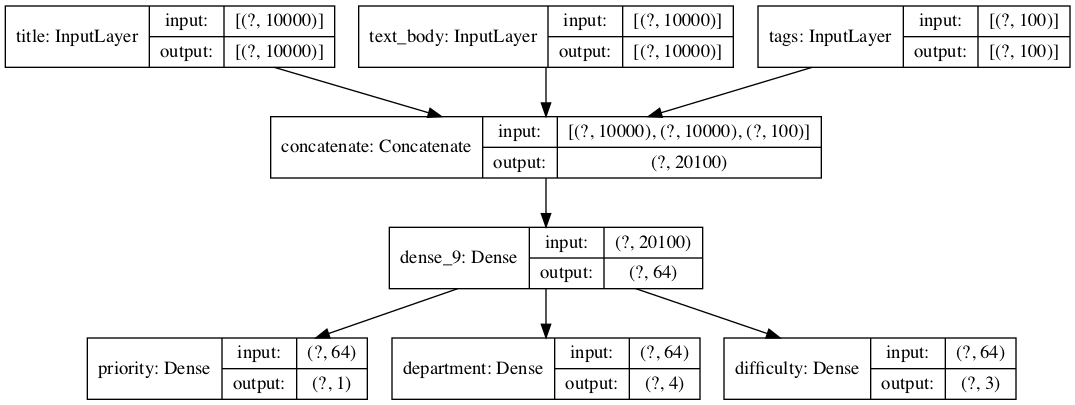 title: InputLayer
input:
[(?, 10000)]
output:
[(?, 10000)]
text_body: InputLayer
input:
[(?, 10000)]
output:
[(?, 10000)]
tags: InputLayer
input:
[(?, 100)]
output:
[(?, 100)]
concatenate: Concatenate
input:
[(?, 10000), (?, 10000), (?, 100)]
output:
(?, 20100)
dense_9: Dense
input:
(?, 20100)
output:
(?, 64)
priority: Dense
input:
(?, 64)
output:
(?, 1)
department: Dense
input:
(?, 64)
output:
(?, 4)
difficulty: Dense
input:
(?, 64)
output:
(?, 3)